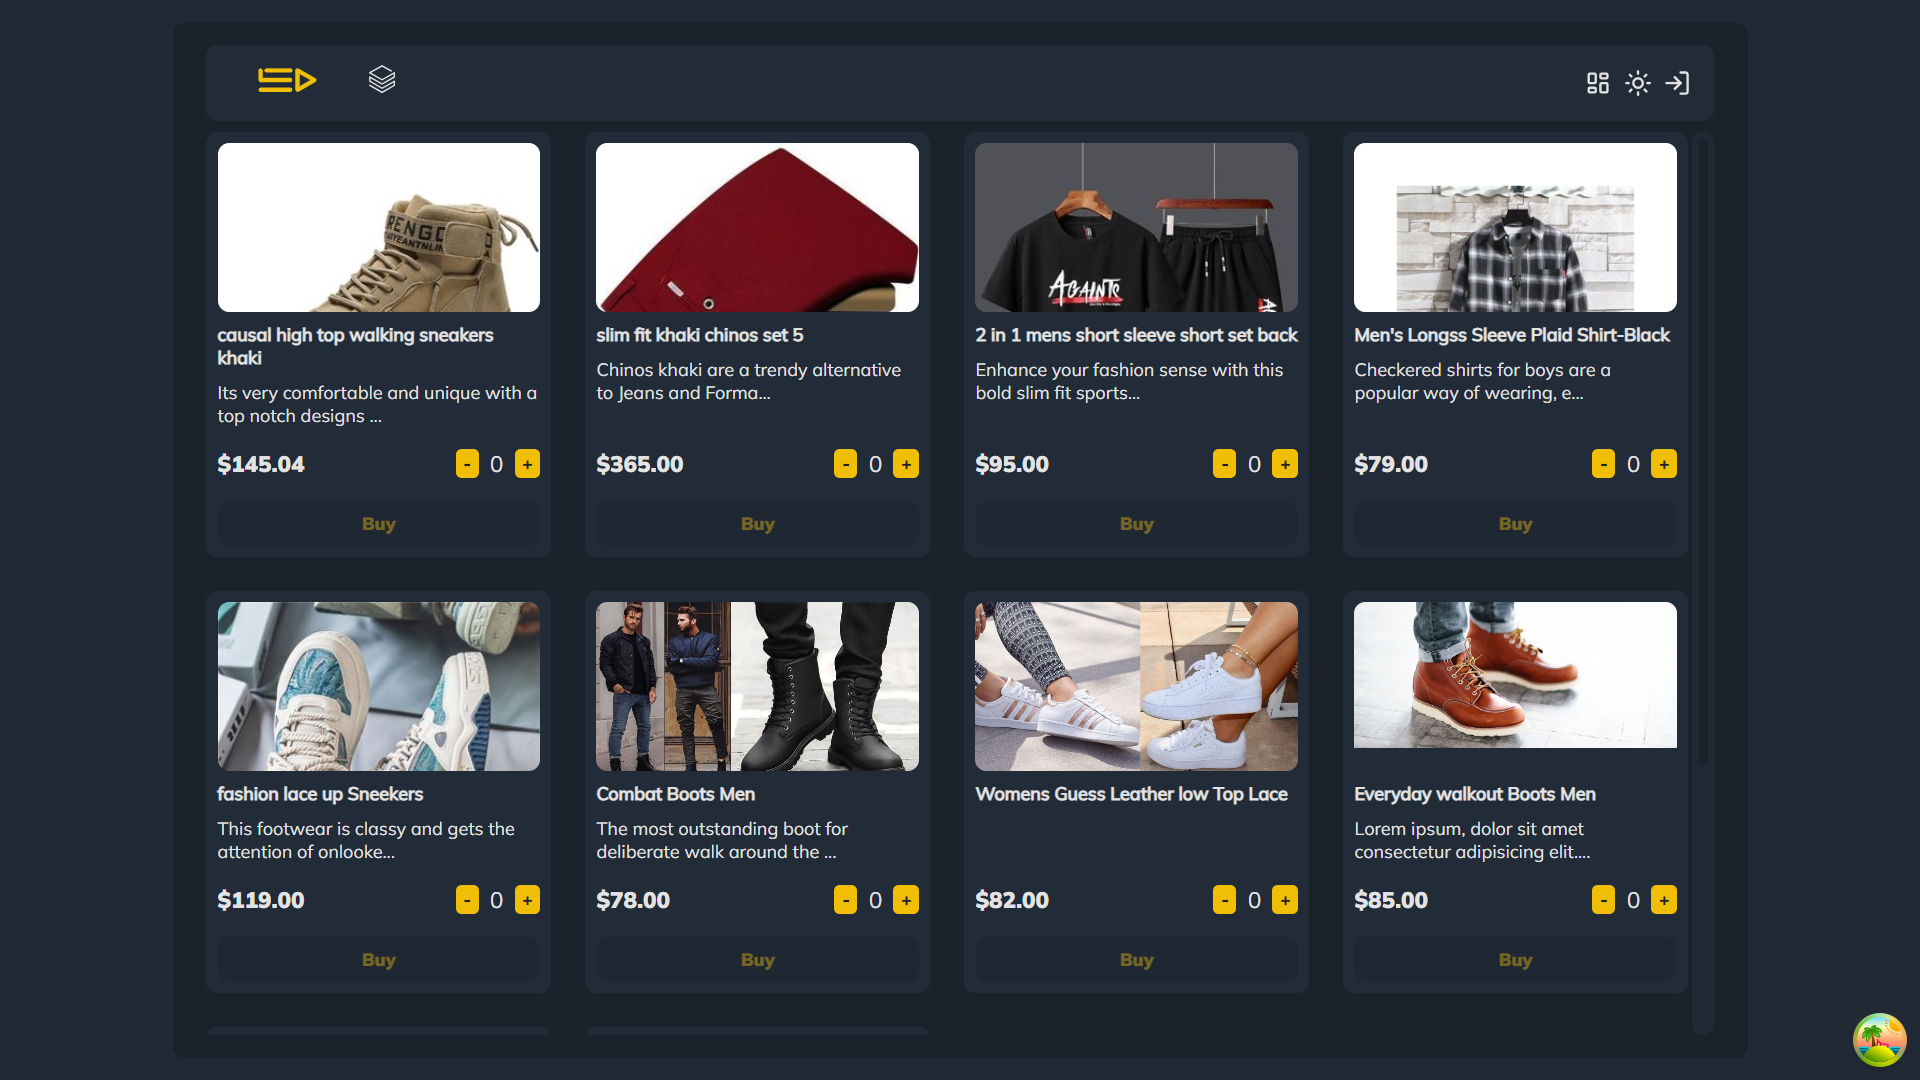 RENGO
causal high top walking sneakers
khaki
Its very comfortable and unique with a
top notch designs ...
$145.04
- 0 +
Buy
slim fit khaki chinos set 5
Chinos khaki are a trendy alternative
to Jeans and Forma...
$365.00
- 0 +
Buy
AGAINTS
2 in 1 mens short sleeve short set back
Enhance your fashion sense with this
bold slim fit sports...
$95.00
- 0 +
Buy
Men's Longss Sleeve Plaid Shirt-Black
Checkered shirts for boys are a
popular way of wearing, e...
$79.00
- 0 +
Buy
fashion lace up Sneekers
This footwear is classy and gets the
attention of onlooke...
$119.00
- 0 +
Buy
Combat Boots Men
The most outstanding boot for
deliberate walk around the ...
$78.00
- 0 +
Buy
Womens Guess Leather low Top Lace
$82.00
- 0 +
Buy
Everyday walkout Boots Men
Lorem ipsum, dolor sit amet
consectetur adipisicing elit....
$85.00
- 0 +
Buy